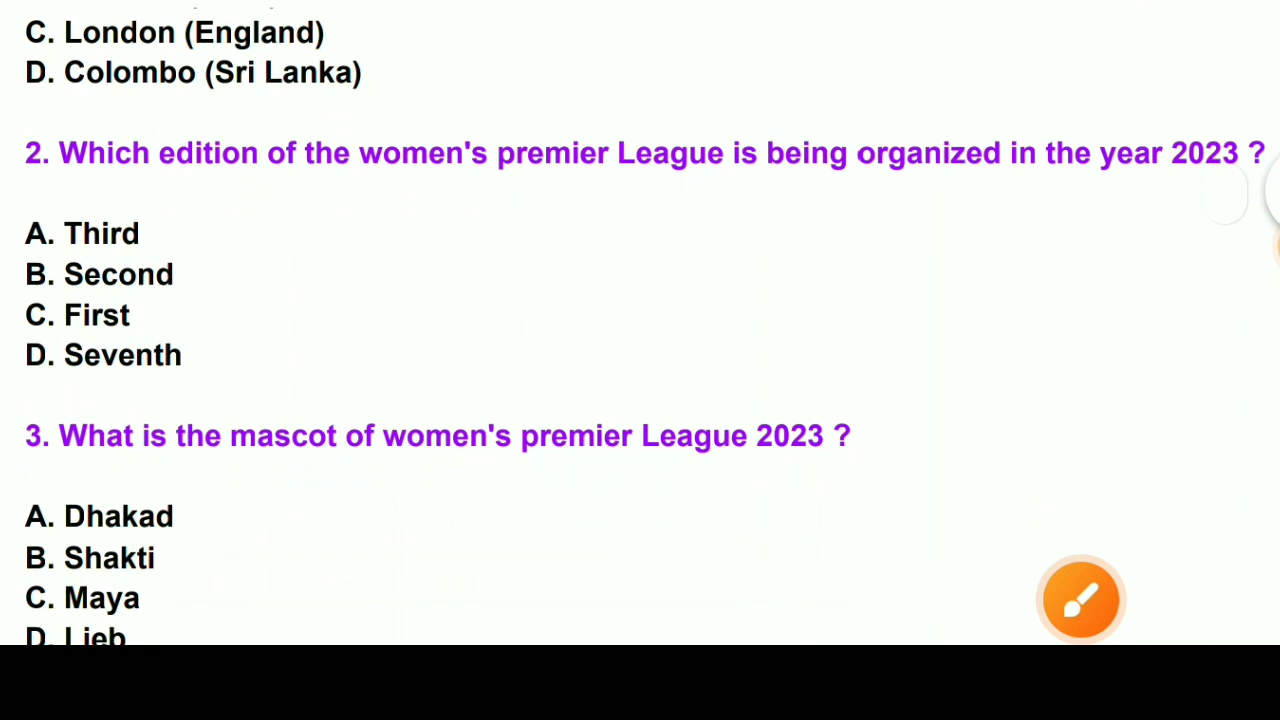 C. London (England)
D. Colombo (Sri Lanka)
2. Which edition of the women's premier League is being organized in the year 2023 ?
A. Third
B. Second
C. First
D. Seventh
3. What is the mascot of women's premier League 2023 ?
A. Dhakad
B. Shakti
C. Maya
D. Lieb